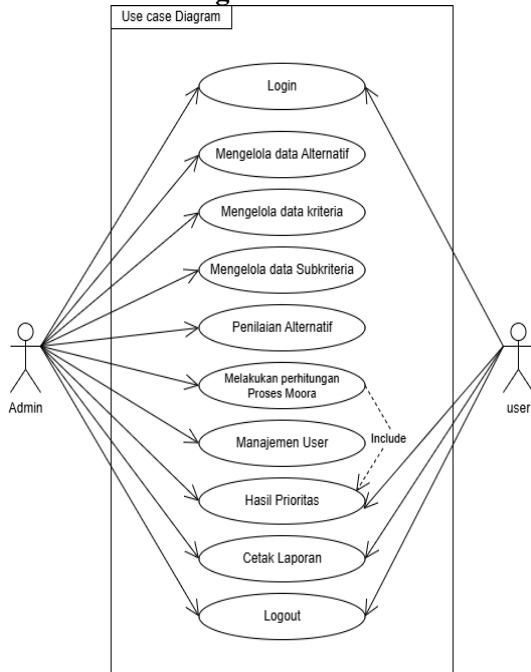 Use case Diagram
Login
Mengelola data Alternatif
Mengelola data kriteria
Mengelola data Subkriteria
Penilaian Alternatif
Melakukan perhitungan
Proses Moora
Include
Manajemen User
Hasil Prioritas
Cetak Laporan
Logout
Admin
user